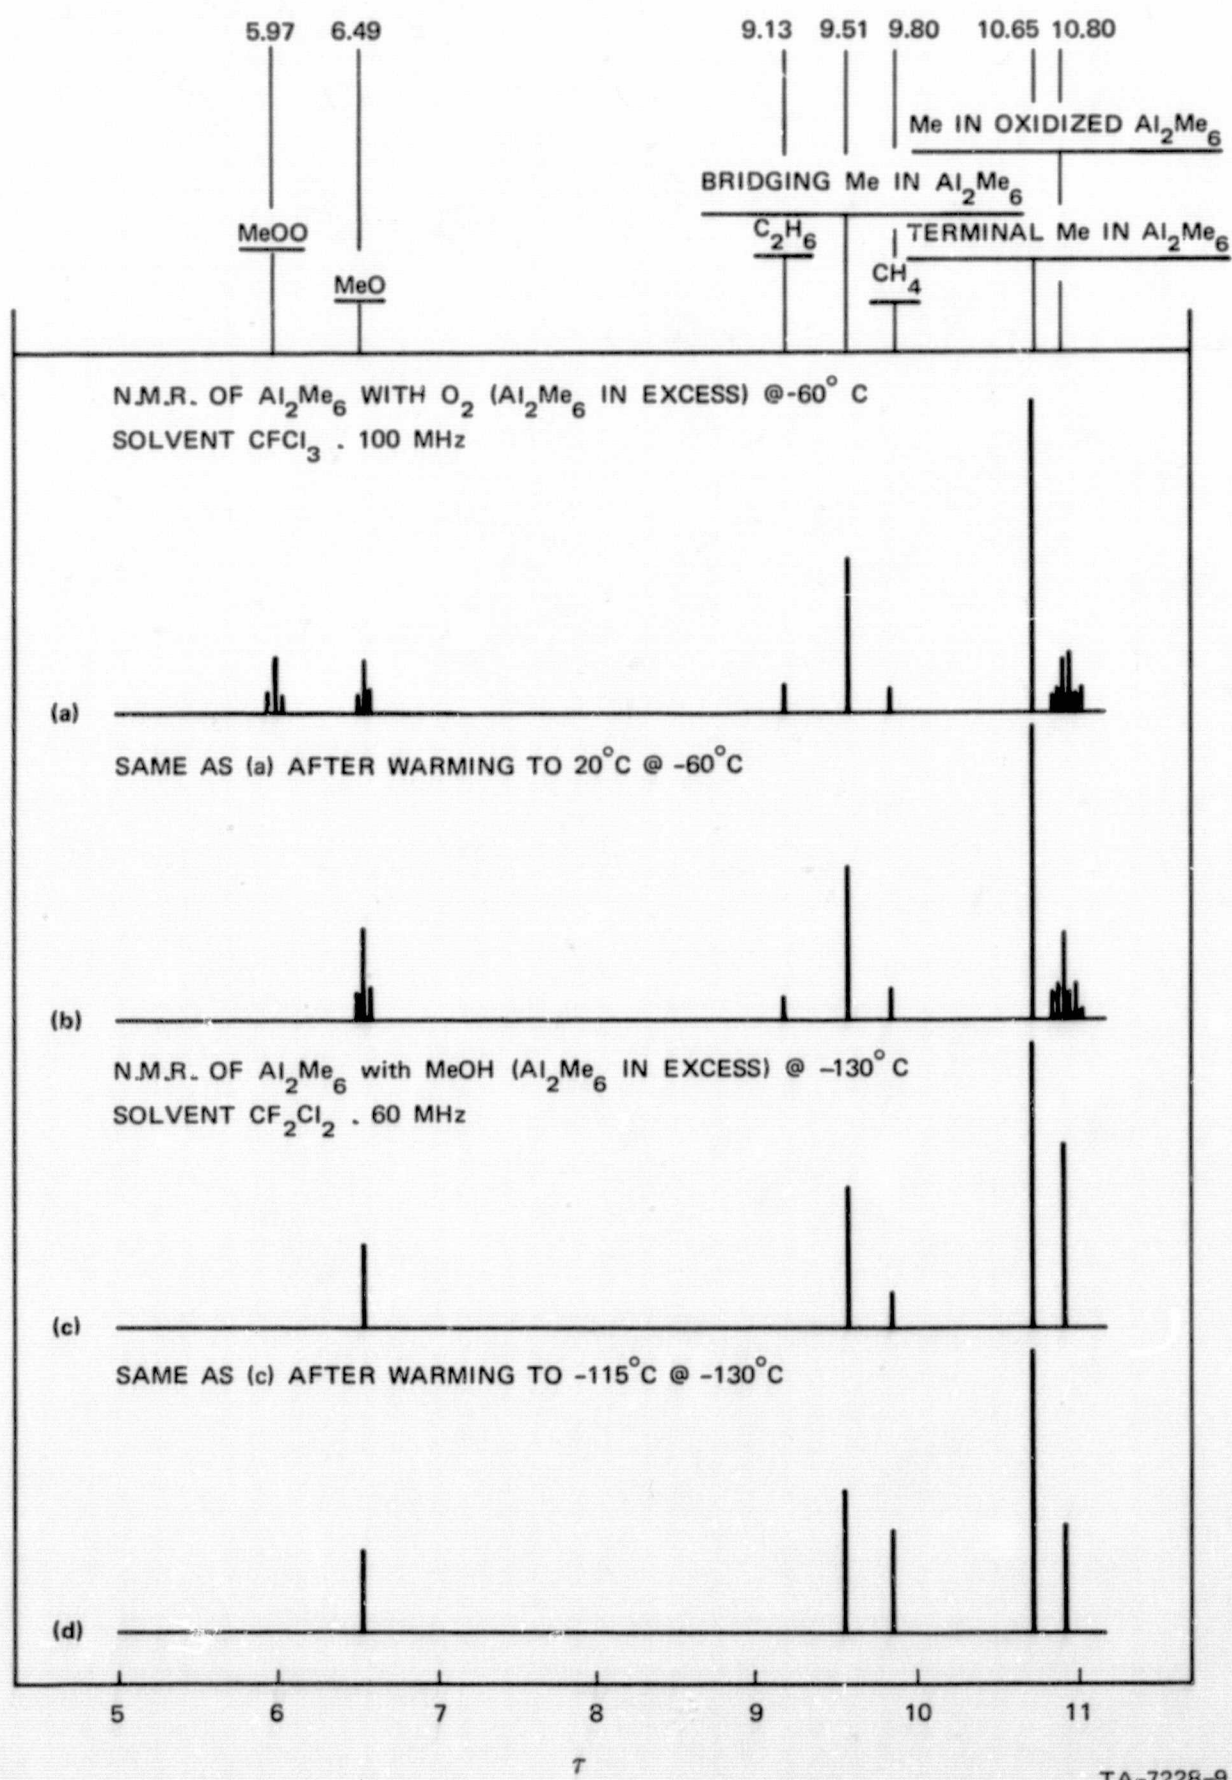 5.97 6.49 9.13 9.51 9.80 10.65 10.80
Me IN OXIDIZED Al2Me6
BRIDGING Me IN Al2Me6
MeOO C2H6 TERMINAL Me IN Al2Me6
MeO CH4
N.M.R. OF Al2Me6 WITH O2 (Al2Me6 IN EXCESS) @-60° C
SOLVENT CFCl3 . 100 MHz
(a)
SAME AS (a) AFTER WARMING TO 20°C @ -60°C
(b)
N.M.R. OF Al2Me6 with MeOH (Al2Me6 IN EXCESS) @ -130° C
SOLVENT CF2Cl2 . 60 MHz
(c)
SAME AS (c) AFTER WARMING TO -115°C @ -130°C
(d)
5 6 7 8 9 10 11
τ
TA-7228-9